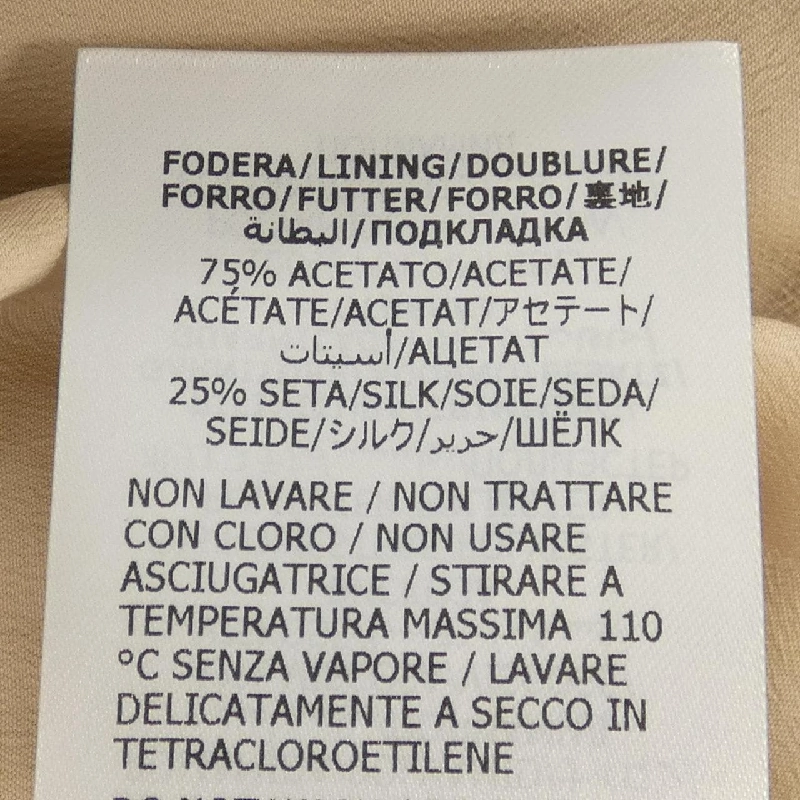 FODERA/LINING/DOUBLURE/
FORRO/FUTTER/FORRO/裏地/
البطانة/ПОДКЛАДКА
75% ACETATO/ACETATE/
ACÉTATE/ACETAT/アセテート/
أسيتات/АЦЕТАТ
25% SETA/SILK/SOIE/SEDA/
SEIDE/シルク/حرير/ШЁЛК
NON LAVARE / NON TRATTARE
CON CLORO / NON USARE
ASCIUGATRICE / STIRARE A
TEMPERATURA MASSIMA 110
°C SENZA VAPORE / LAVARE
DELICATAMENTE A SECCO IN
TETRACLOROETILENE